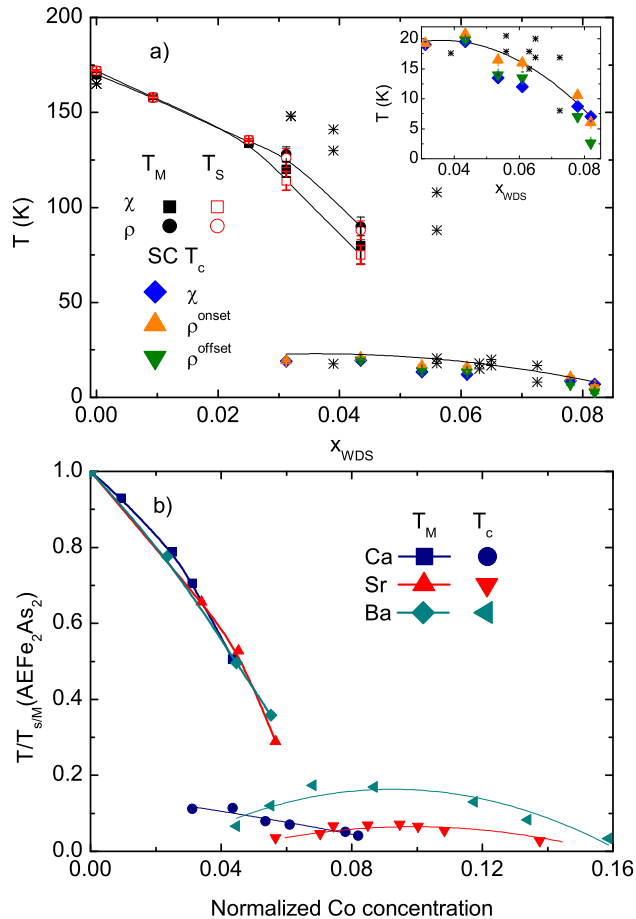 a)
200
150
100
50
0
T (K)
0.00 0.02 0.04 0.06 0.08
x_WDS
T_M T_S
χ
ρ
SC T_c
χ
ρ^onset
ρ^offset
20
15
10
5
0
T (K)
0.04 0.06 0.08
x_WDS
b)
1.0
0.8
0.6
0.4
0.2
0.0
T/T_s/M(AEFe_2As_2)
T_M T_c
Ca
Sr
Ba
0.00 0.04 0.08 0.12 0.16
Normalized Co concentration